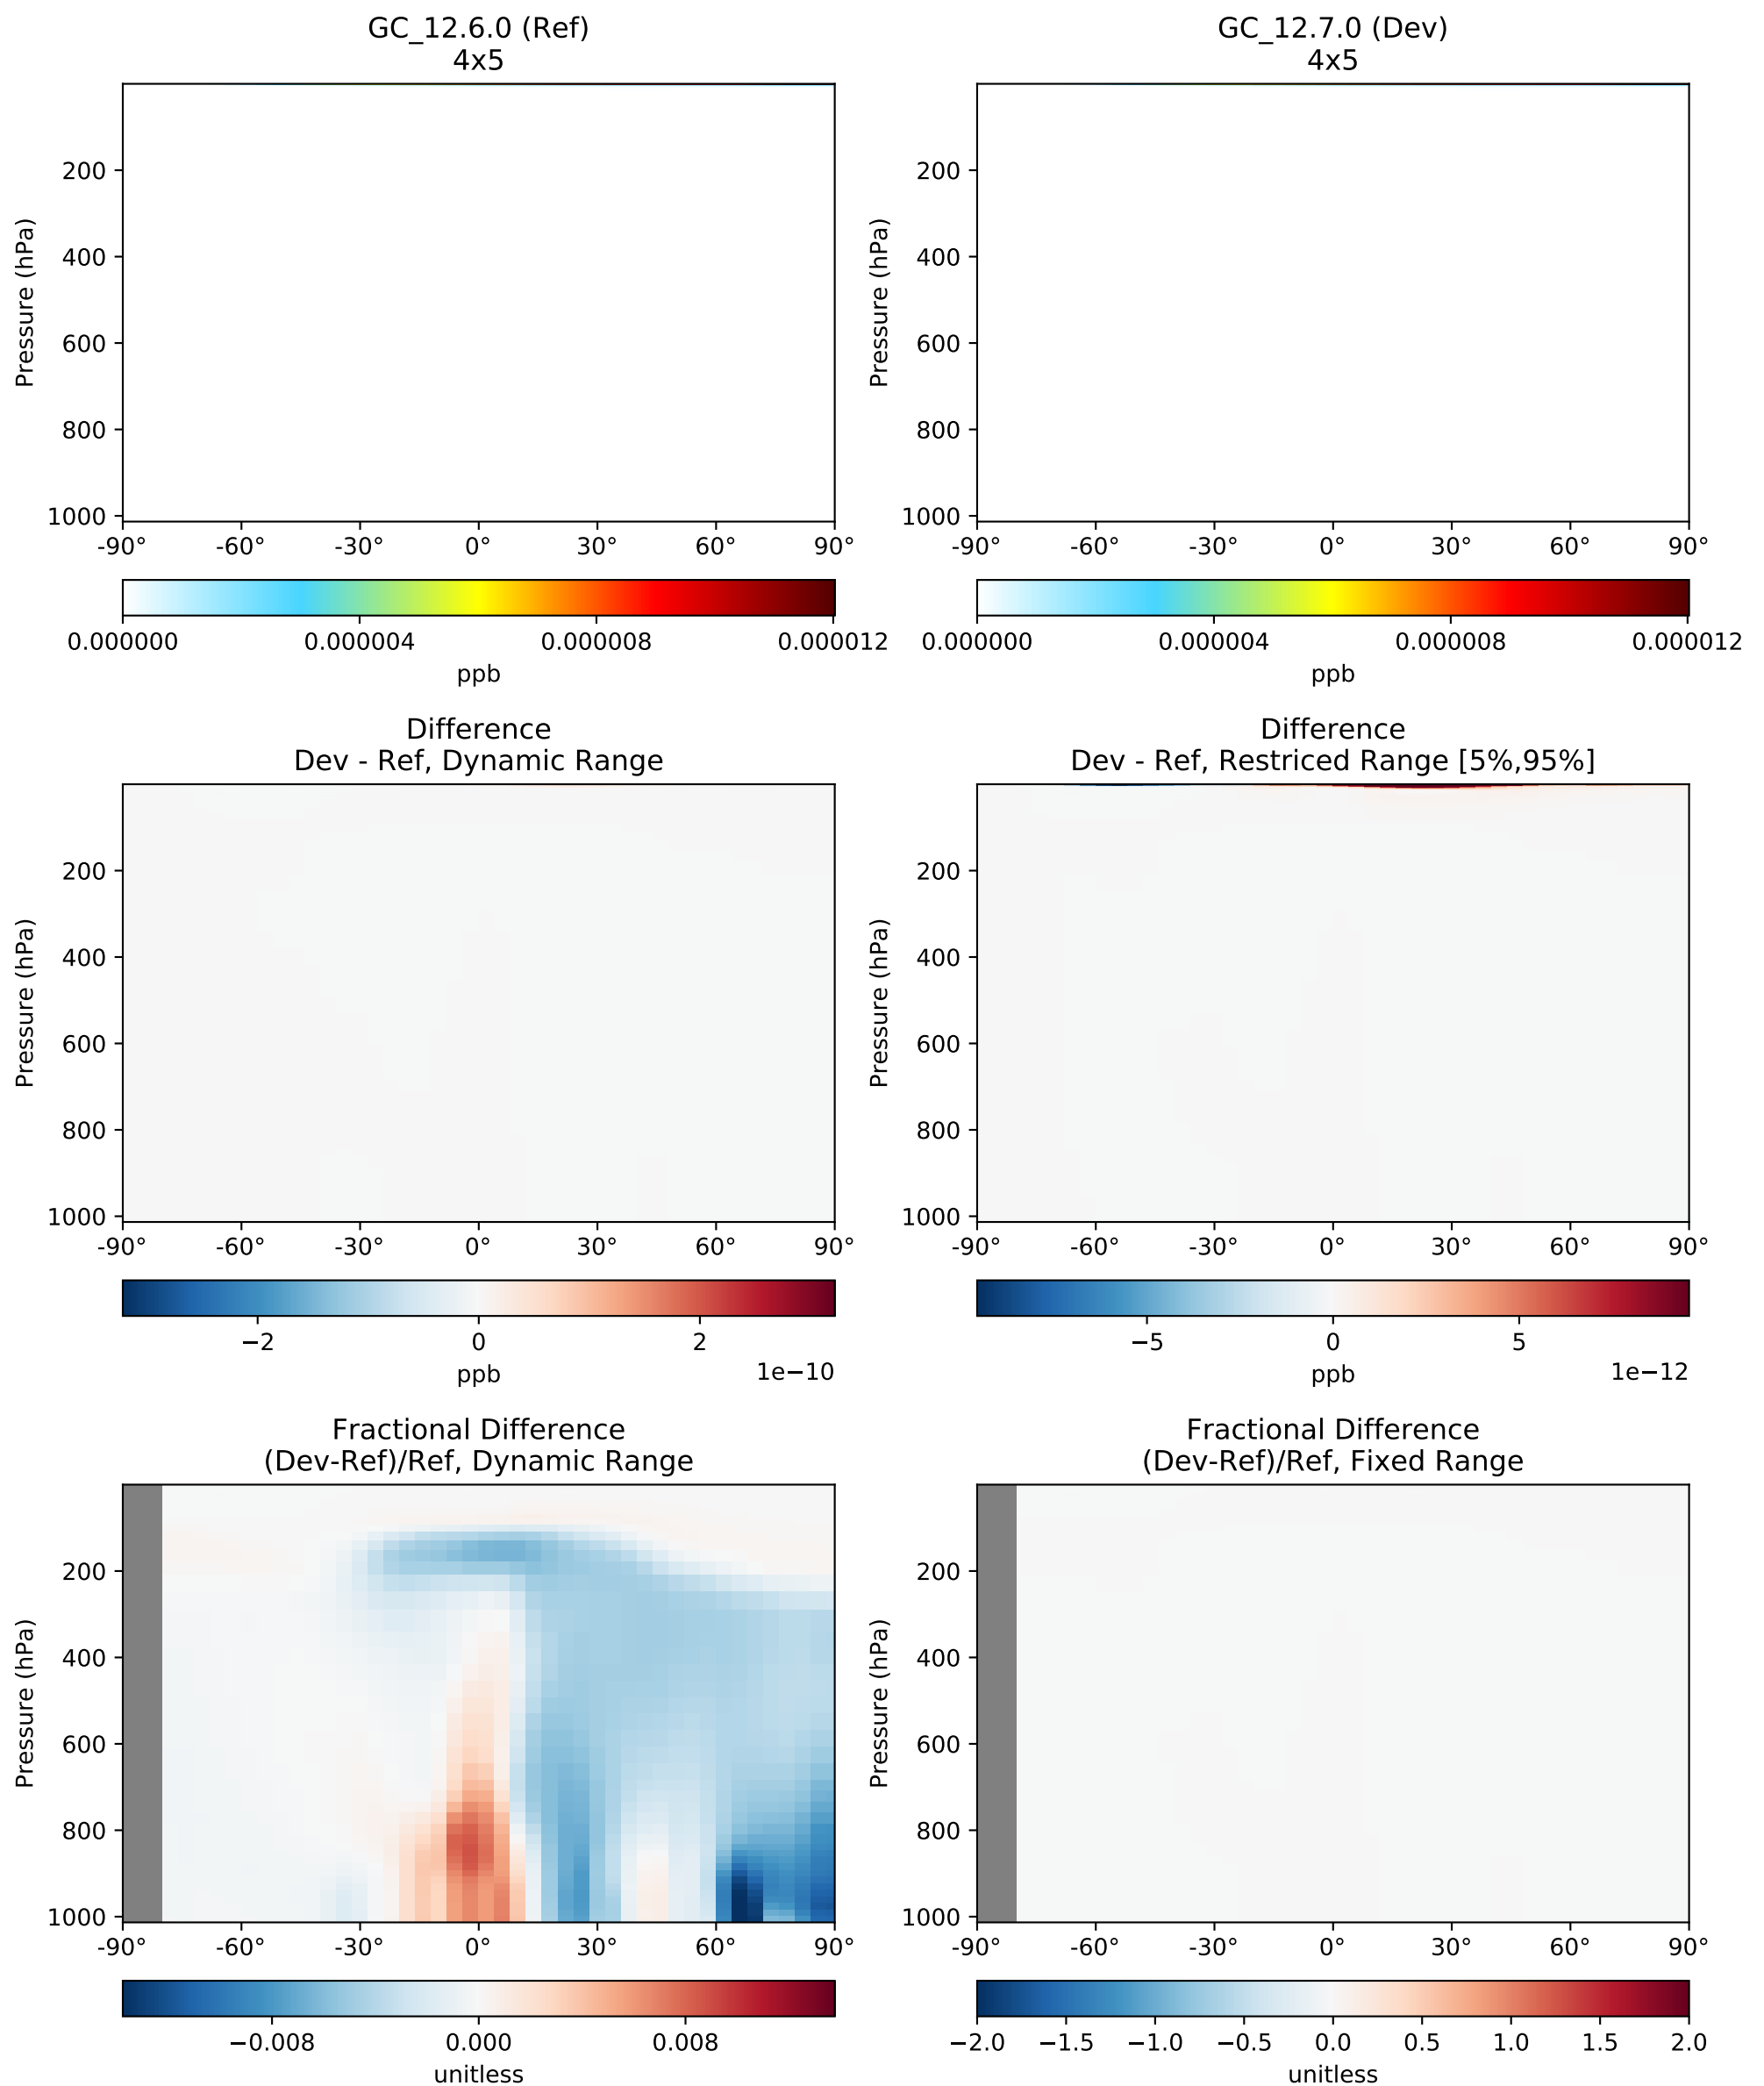 GC_12.6.0 (Ref)
4x5
GC_12.7.0 (Dev)
4x5
Pressure (hPa)
200
400
600
800
1000
-90° -60° -30° 0° 30° 60° 90°
0.000000 0.000004 0.000008 0.000012
ppb
Pressure (hPa)
200
400
600
800
1000
-90° -60° -30° 0° 30° 60° 90°
0.000000 0.000004 0.000008 0.000012
ppb
Difference
Dev - Ref, Dynamic Range
Pressure (hPa)
200
400
600
800
1000
-90° -60° -30° 0° 30° 60° 90°
−2 0 2
1e−10
ppb
Difference
Dev - Ref, Restriced Range [5%,95%]
Pressure (hPa)
200
400
600
800
1000
-90° -60° -30° 0° 30° 60° 90°
−5 0 5
1e−12
ppb
Fractional Difference
(Dev-Ref)/Ref, Dynamic Range
Pressure (hPa)
200
400
600
800
1000
-90° -60° -30° 0° 30° 60° 90°
−0.008 0.000 0.008
unitless
Fractional Difference
(Dev-Ref)/Ref, Fixed Range
Pressure (hPa)
200
400
600
800
1000
-90° -60° -30° 0° 30° 60° 90°
−2.0 −1.5 −1.0 −0.5 0.0 0.5 1.0 1.5 2.0
unitless